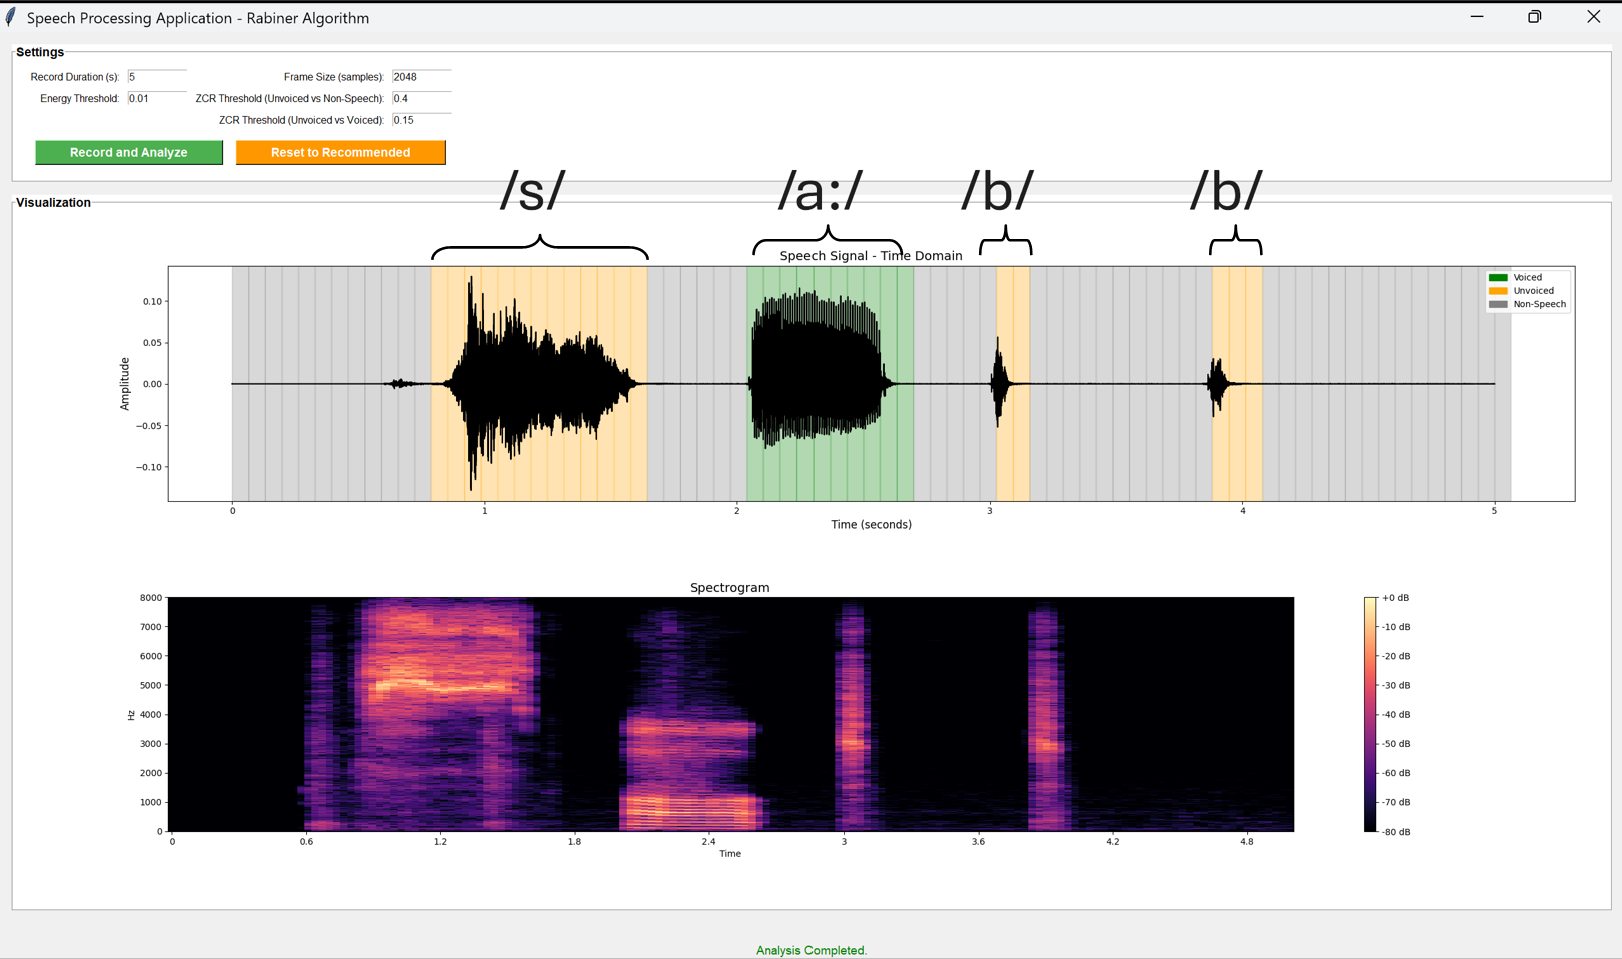 Speech Processing Application - Rabiner Algorithm
Settings
Record Duration (s): 5 Frame Size (samples): 2048
Energy Threshold: 0.01 ZCR Threshold (Unvoiced vs Non-Speech): 0.4
ZCR Threshold (Unvoiced vs Voiced): 0.15
Record and Analyze Reset to Recommended
/s/ /a:/ /b/ /b/
Visualization
Speech Signal - Time Domain
Voiced
Unvoiced
Non-Speech
Amplitude
0.10
0.05
0.00
−0.05
−0.10
0 1 2 3 4 5
Time (seconds)
Spectrogram
Hz
8000
7000
6000
5000
4000
3000
2000
1000
0
0 0.6 1.2 1.8 2.4 3 3.6 4.2 4.8
Time
+0 dB
-10 dB
-20 dB
-30 dB
-40 dB
-50 dB
-60 dB
-70 dB
-80 dB
Analysis Completed.